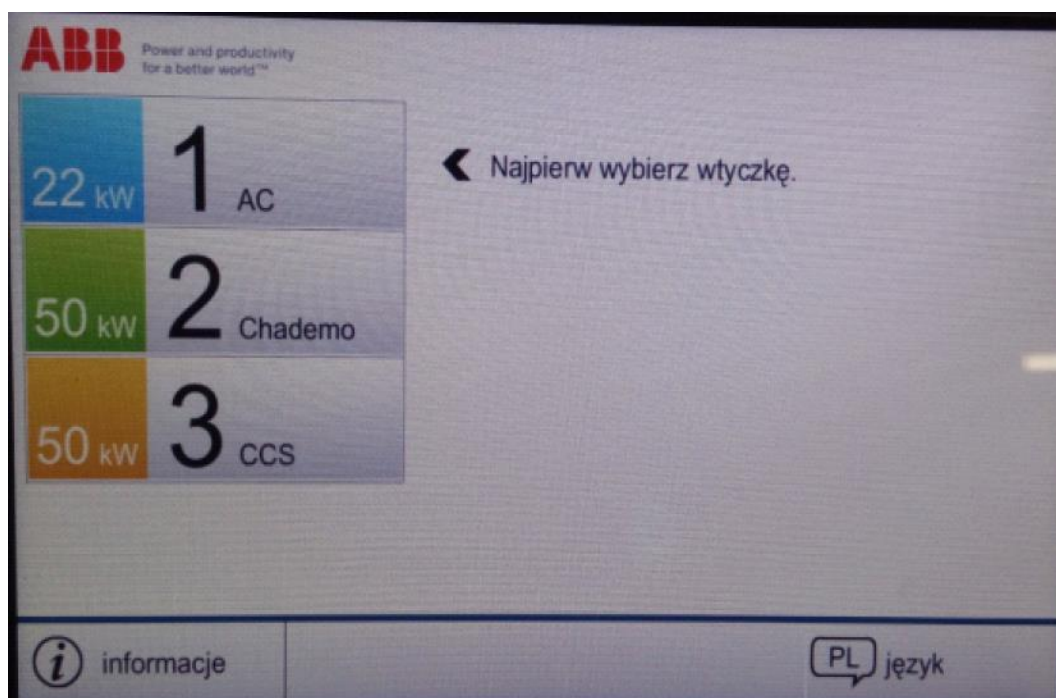 ABB
Power and productivity
for a better world™
22 kW 1 AC
Najpierw wybierz wtyczkę.
50 kW 2 Chademo
50 kW 3 CCS
i informacje
PL język